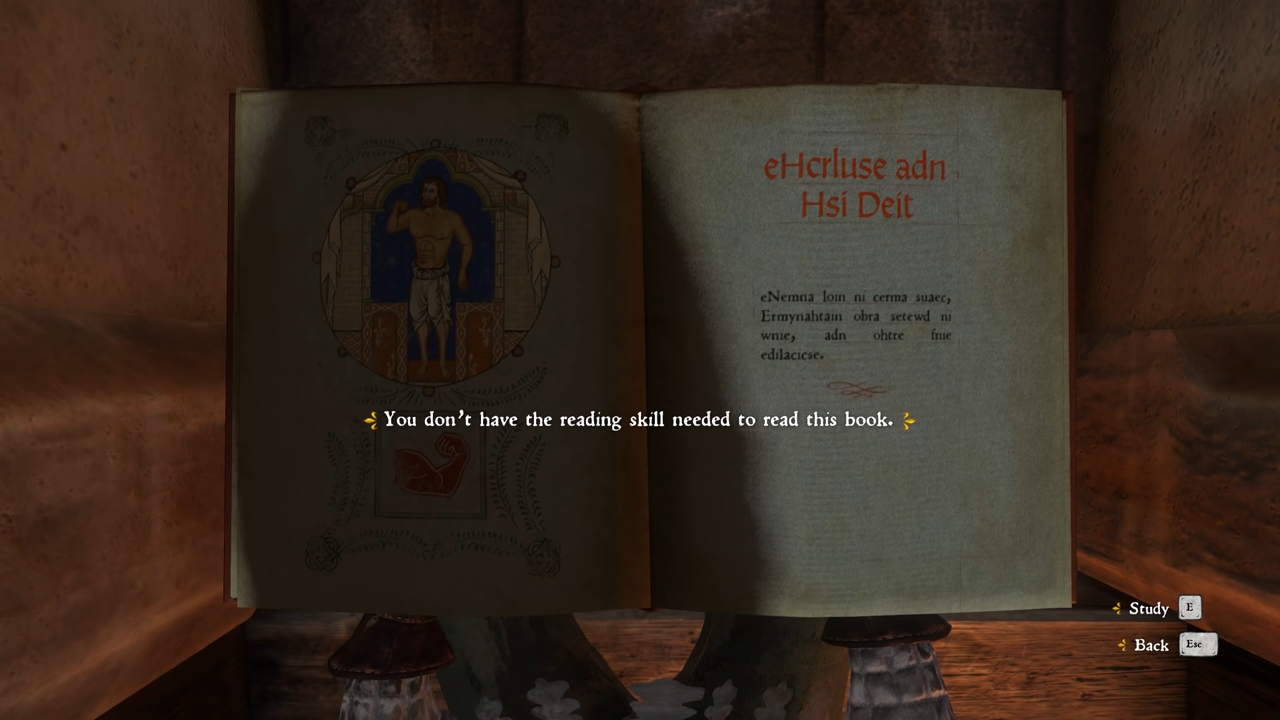 eHcrluse adn
Hsi Deit
eNemna loin ni cerma suaec,
Ermynahtain obra setewd ni
wnie, adn ohtre fnie
edilacicse.
You don't have the reading skill needed to read this book.
Study E
Back Esc